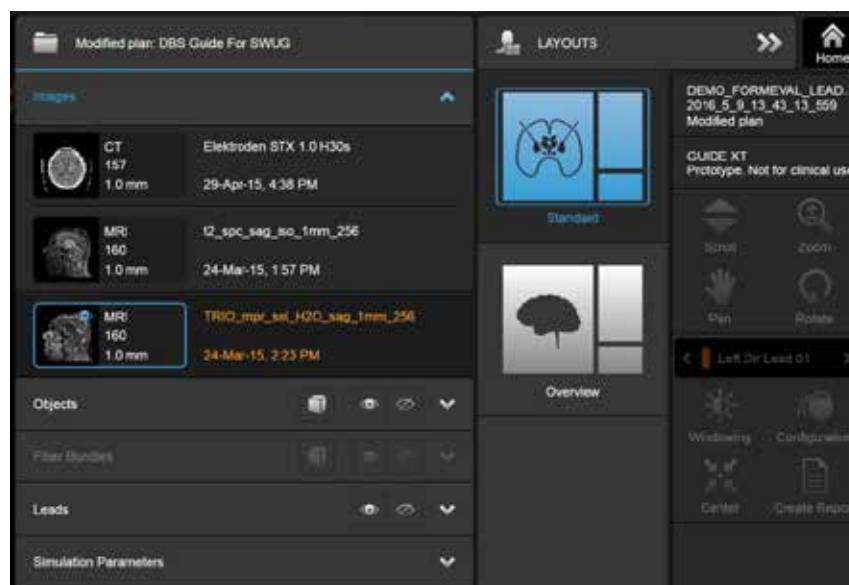 Modified plan: DBS Guide For SWUG
LAYOUTS
Home
Images
CT
157
1.0 mm
Elektroden STX 1.0 H30s
29-Apr-15, 4:38 PM
MRI
160
1.0 mm
t2_spc_sag_iso_1mm_256
24-Mar-15, 1:57 PM
MRI
160
1.0 mm
TRIO_mpr_sel_H2O_sag_1mm_256
24-Mar-15, 2:23 PM
Objects
Fiber Bundles
Leads
Simulation Parameters
Standard
Overview
DEMO_FORMEVAL_LEAD.
2016_5_9_13_43_13_559
Modified plan
GUIDE XT
Prototype. Not for clinical use
Scroll
Zoom
Pan
Rotate
Left Dir Lead 01
Windowing
Configuration
Center
Create Repor